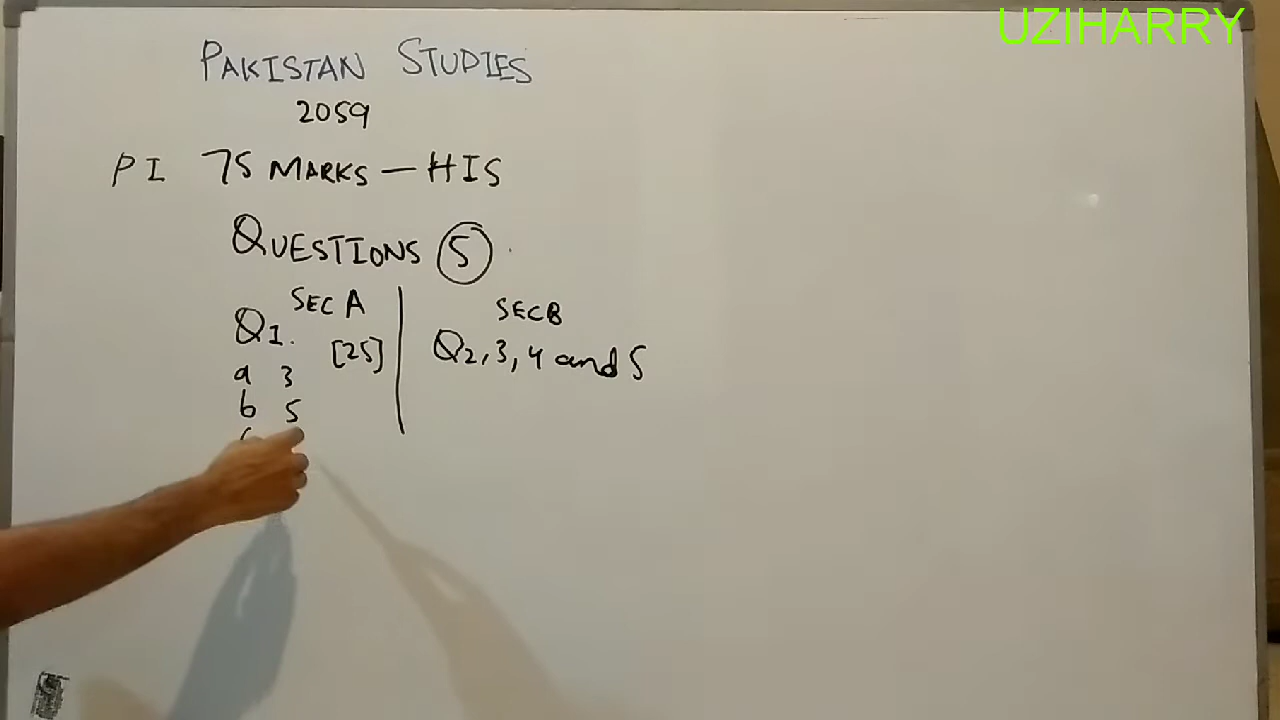 UZIHARRY
PAKISTAN STUDIES
2059
PI 75 MARKS — HIS
QUESTIONS 5
SEC A
Q1. [25]
a 3
b 5
SEC B
Q2, 3, 4 and 5